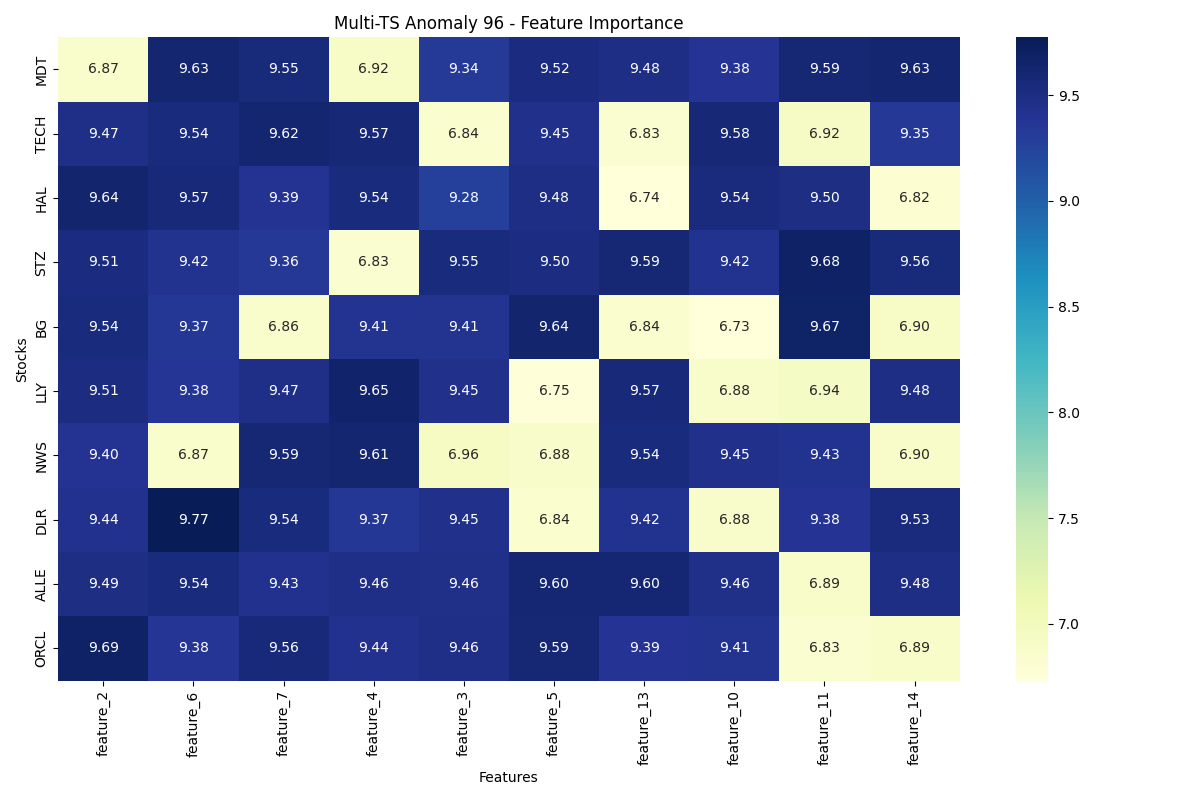 Multi-TS Anomaly 96 - Feature Importance
MDT 6.87 9.63 9.55 6.92 9.34 9.52 9.48 9.38 9.59 9.63
TECH 9.47 9.54 9.62 9.57 6.84 9.45 6.83 9.58 6.92 9.35
HAL 9.64 9.57 9.39 9.54 9.28 9.48 6.74 9.54 9.50 6.82
STZ 9.51 9.42 9.36 6.83 9.55 9.50 9.59 9.42 9.68 9.56
BG 9.54 9.37 6.86 9.41 9.41 9.64 6.84 6.73 9.67 6.90
LLY 9.51 9.38 9.47 9.65 9.45 6.75 9.57 6.88 6.94 9.48
NWS 9.40 6.87 9.59 9.61 6.96 6.88 9.54 9.45 9.43 6.90
DLR 9.44 9.77 9.54 9.37 9.45 6.84 9.42 6.88 9.38 9.53
ALLE 9.49 9.54 9.43 9.46 9.46 9.60 9.60 9.46 6.89 9.48
ORCL 9.69 9.38 9.56 9.44 9.46 9.59 9.39 9.41 6.83 6.89
Stocks
feature_2 feature_6 feature_7 feature_4 feature_3 feature_5 feature_13 feature_10 feature_11 feature_14
Features
9.5
9.0
8.5
8.0
7.5
7.0